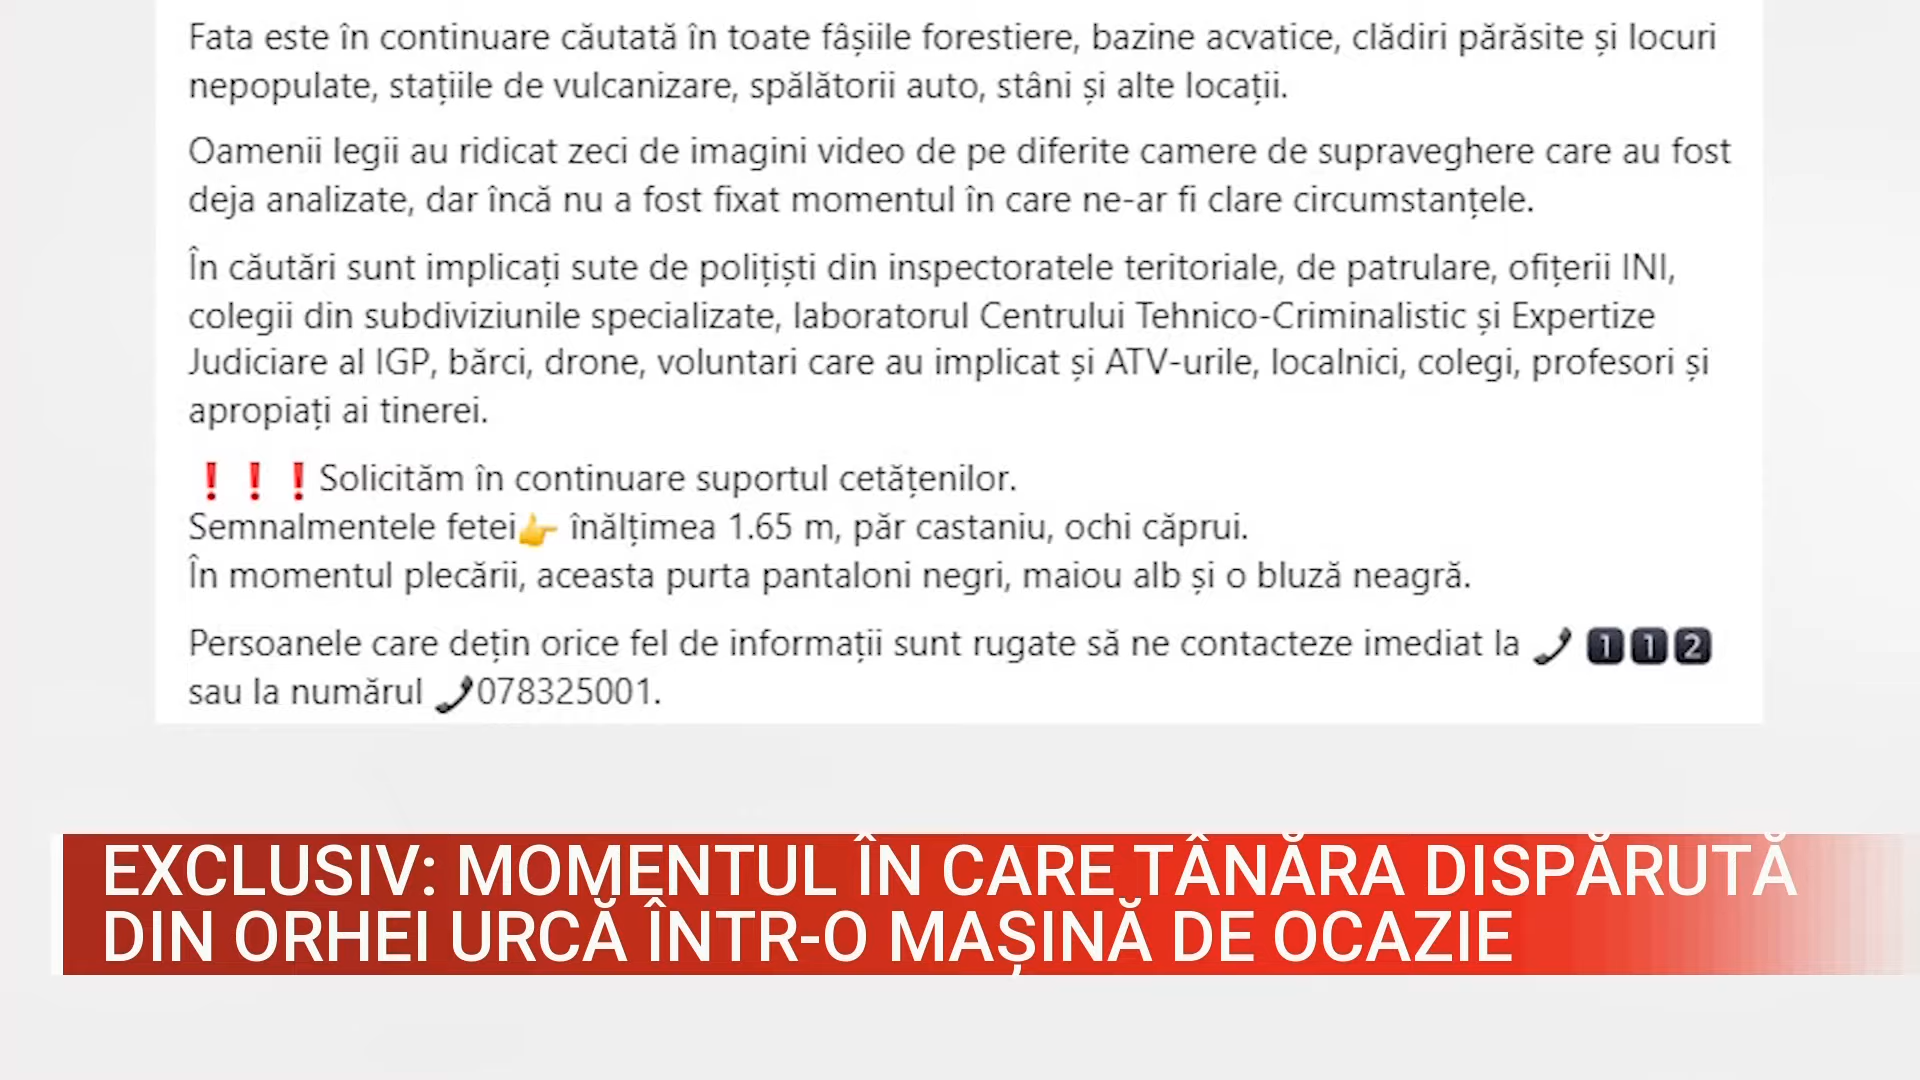 Fata este în continuare căutată în toate fâșiile forestiere, bazine acvatice, clădiri părăsite și locuri
nepopulate, stațiile de vulcanizare, spălătorii auto, stâni și alte locații.
Oamenii legii au ridicat zeci de imagini video de pe diferite camere de supraveghere care au fost
deja analizate, dar încă nu a fost fixat momentul în care ne-ar fi clare circumstanțele.
În căutări sunt implicați sute de polițiști din inspectoratele teritoriale, de patrulare, ofițerii INI,
colegii din subdiviziunile specializate, laboratorul Centrului Tehnico-Criminalistic și Expertize
Judiciare al IGP, bărci, drone, voluntari care au implicat și ATV-urile, localnici, colegi, profesori și
apropiați ai tinerei.
❗❗❗Solicităm în continuare suportul cetățenilor.
Semnalmentele fetei👉 înălțimea 1.65 m, păr castaniu, ochi căprui.
În momentul plecării, aceasta purta pantaloni negri, maiou alb și o bluză neagră.
Persoanele care dețin orice fel de informații sunt rugate să ne contacteze imediat la 📞 1️⃣1️⃣2️⃣
sau la numărul 📞078325001.
EXCLUSIV: MOMENTUL ÎN CARE TÂNĂRA DISPĂRUTĂ
DIN ORHEI URCĂ ÎNTR-O MAȘINĂ DE OCAZIE